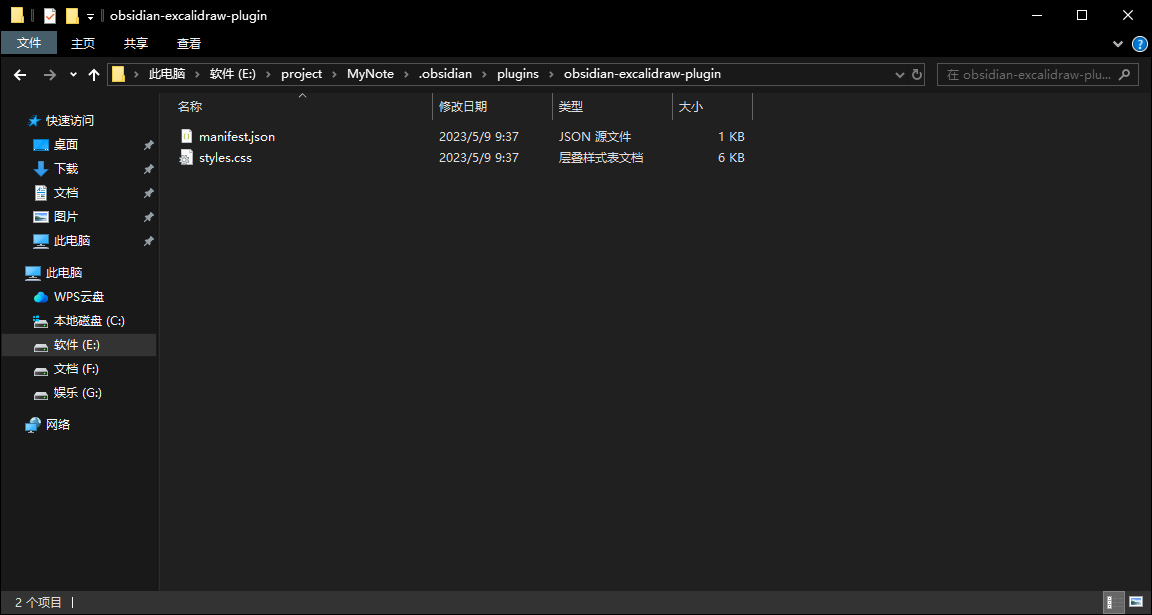 obsidian-excalidraw-plugin
文件 主页 共享 查看
此电脑 › 软件 (E:) › project › MyNote › .obsidian › plugins › obsidian-excalidraw-plugin
在 obsidian-excalidraw-plu...
名称 修改日期 类型 大小
manifest.json 2023/5/9 9:37 JSON 源文件 1 KB
styles.css 2023/5/9 9:37 层叠样式表文档 6 KB
快速访问
桌面
下载
文档
图片
此电脑
此电脑
WPS云盘
本地磁盘 (C:)
软件 (E:)
文档 (F:)
娱乐 (G:)
网络
2 个项目